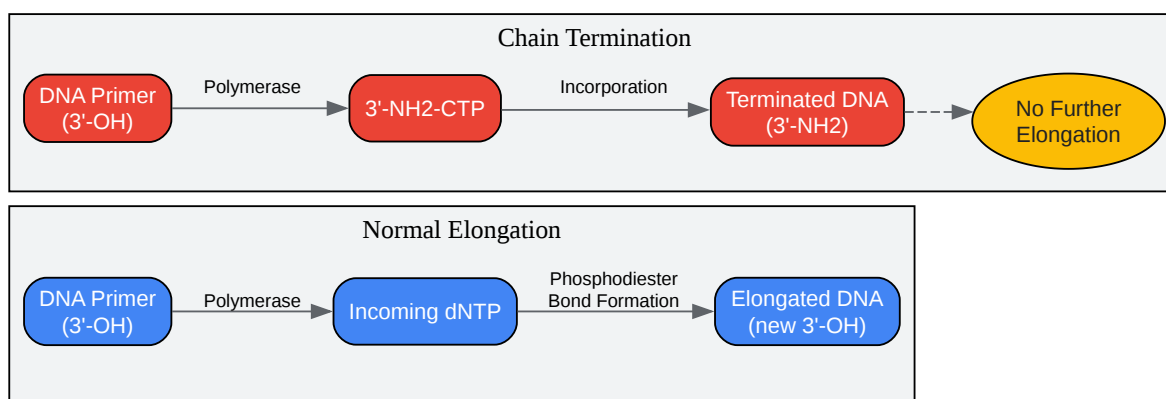 Chain Termination
DNA Primer
(3'-OH)
Polymerase
3'-NH2-CTP
Incorporation
Terminated DNA
(3'-NH2)
No Further
Elongation
Normal Elongation
DNA Primer
(3'-OH)
Polymerase
Incoming dNTP
Phosphodiester
Bond Formation
Elongated DNA
(new 3'-OH)